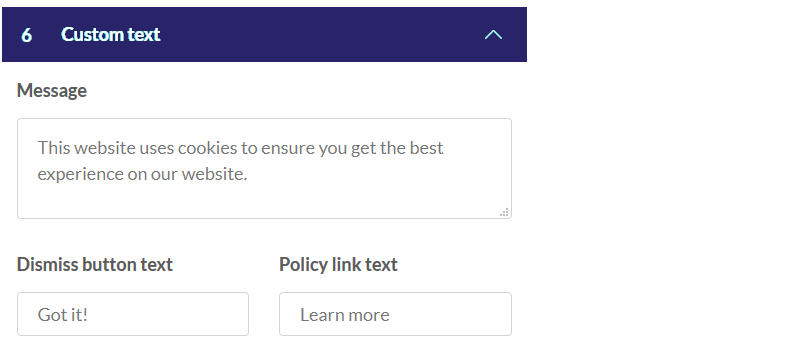 6 Custom text
Message
This website uses cookies to ensure you get the best
experience on our website.
Dismiss button text Policy link text
Got it! Learn more